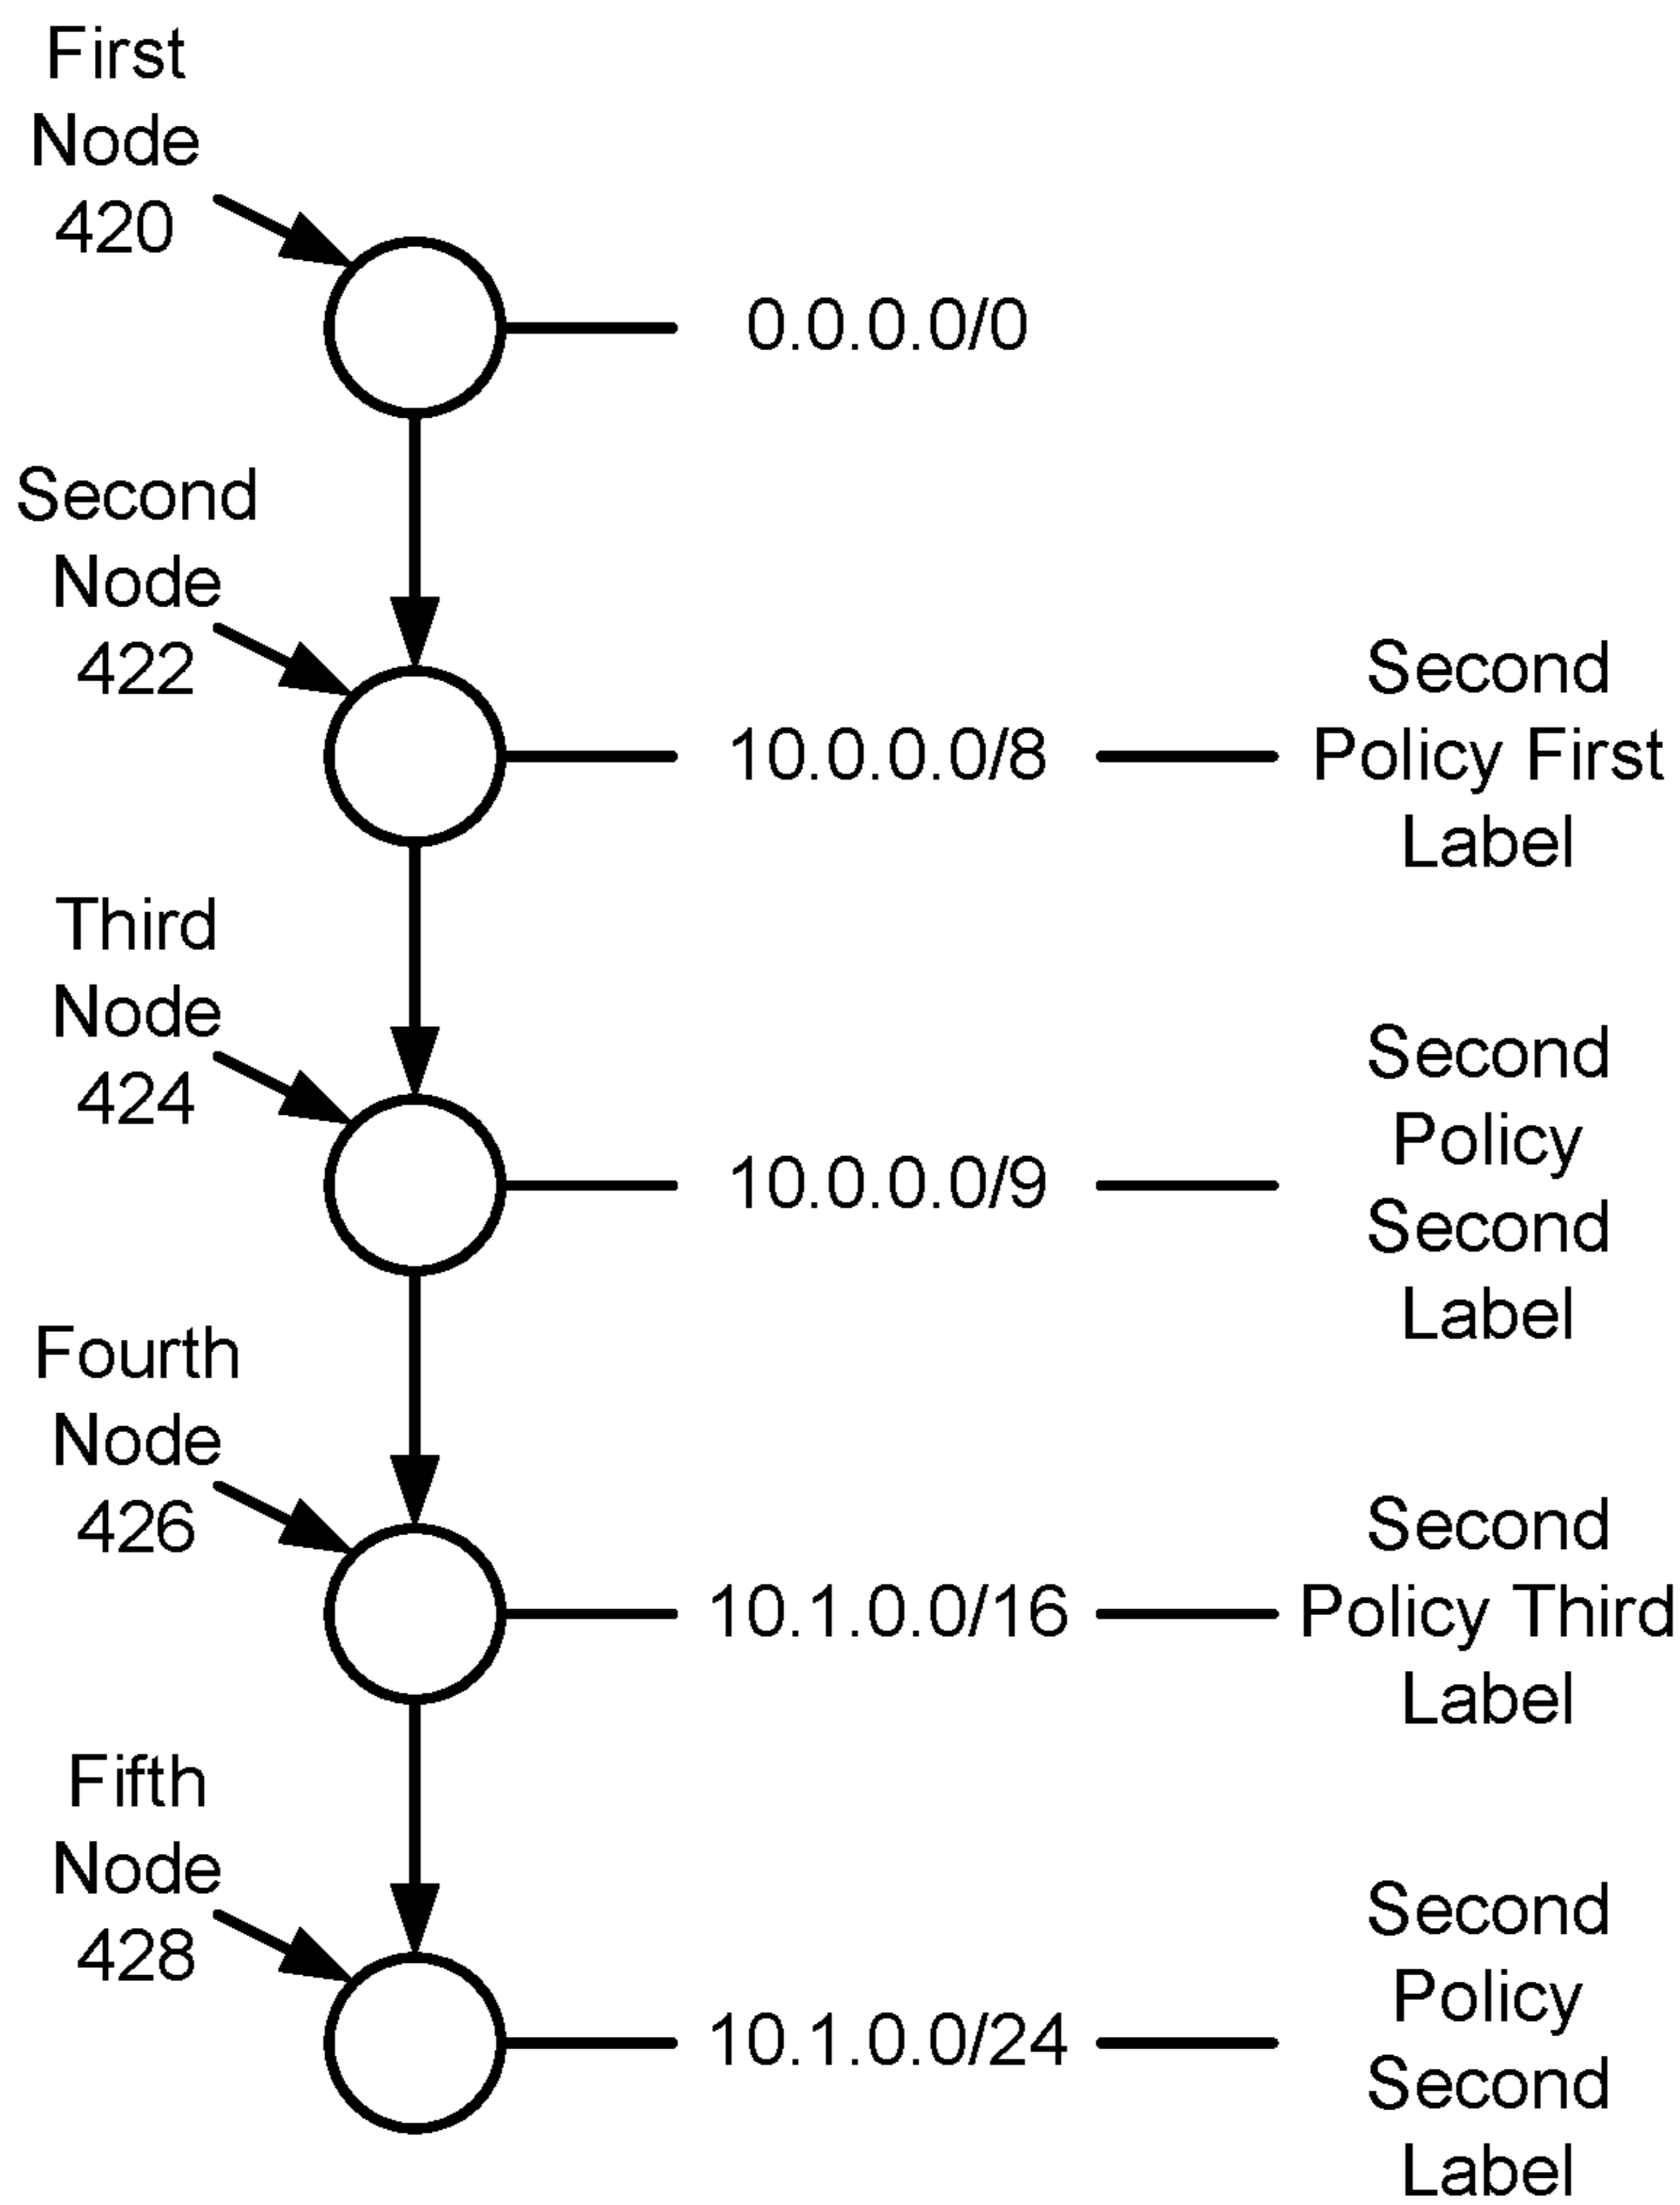 First
Node
420
0.0.0.0/0
Second
Node
422
10.0.0.0/8
Second
Policy First
Label
Third
Node
424
10.0.0.0/9
Second
Policy
Second
Label
Fourth
Node
426
10.1.0.0/16
Second
Policy Third
Label
Fifth
Node
428
10.1.0.0/24
Second
Policy
Second
Label